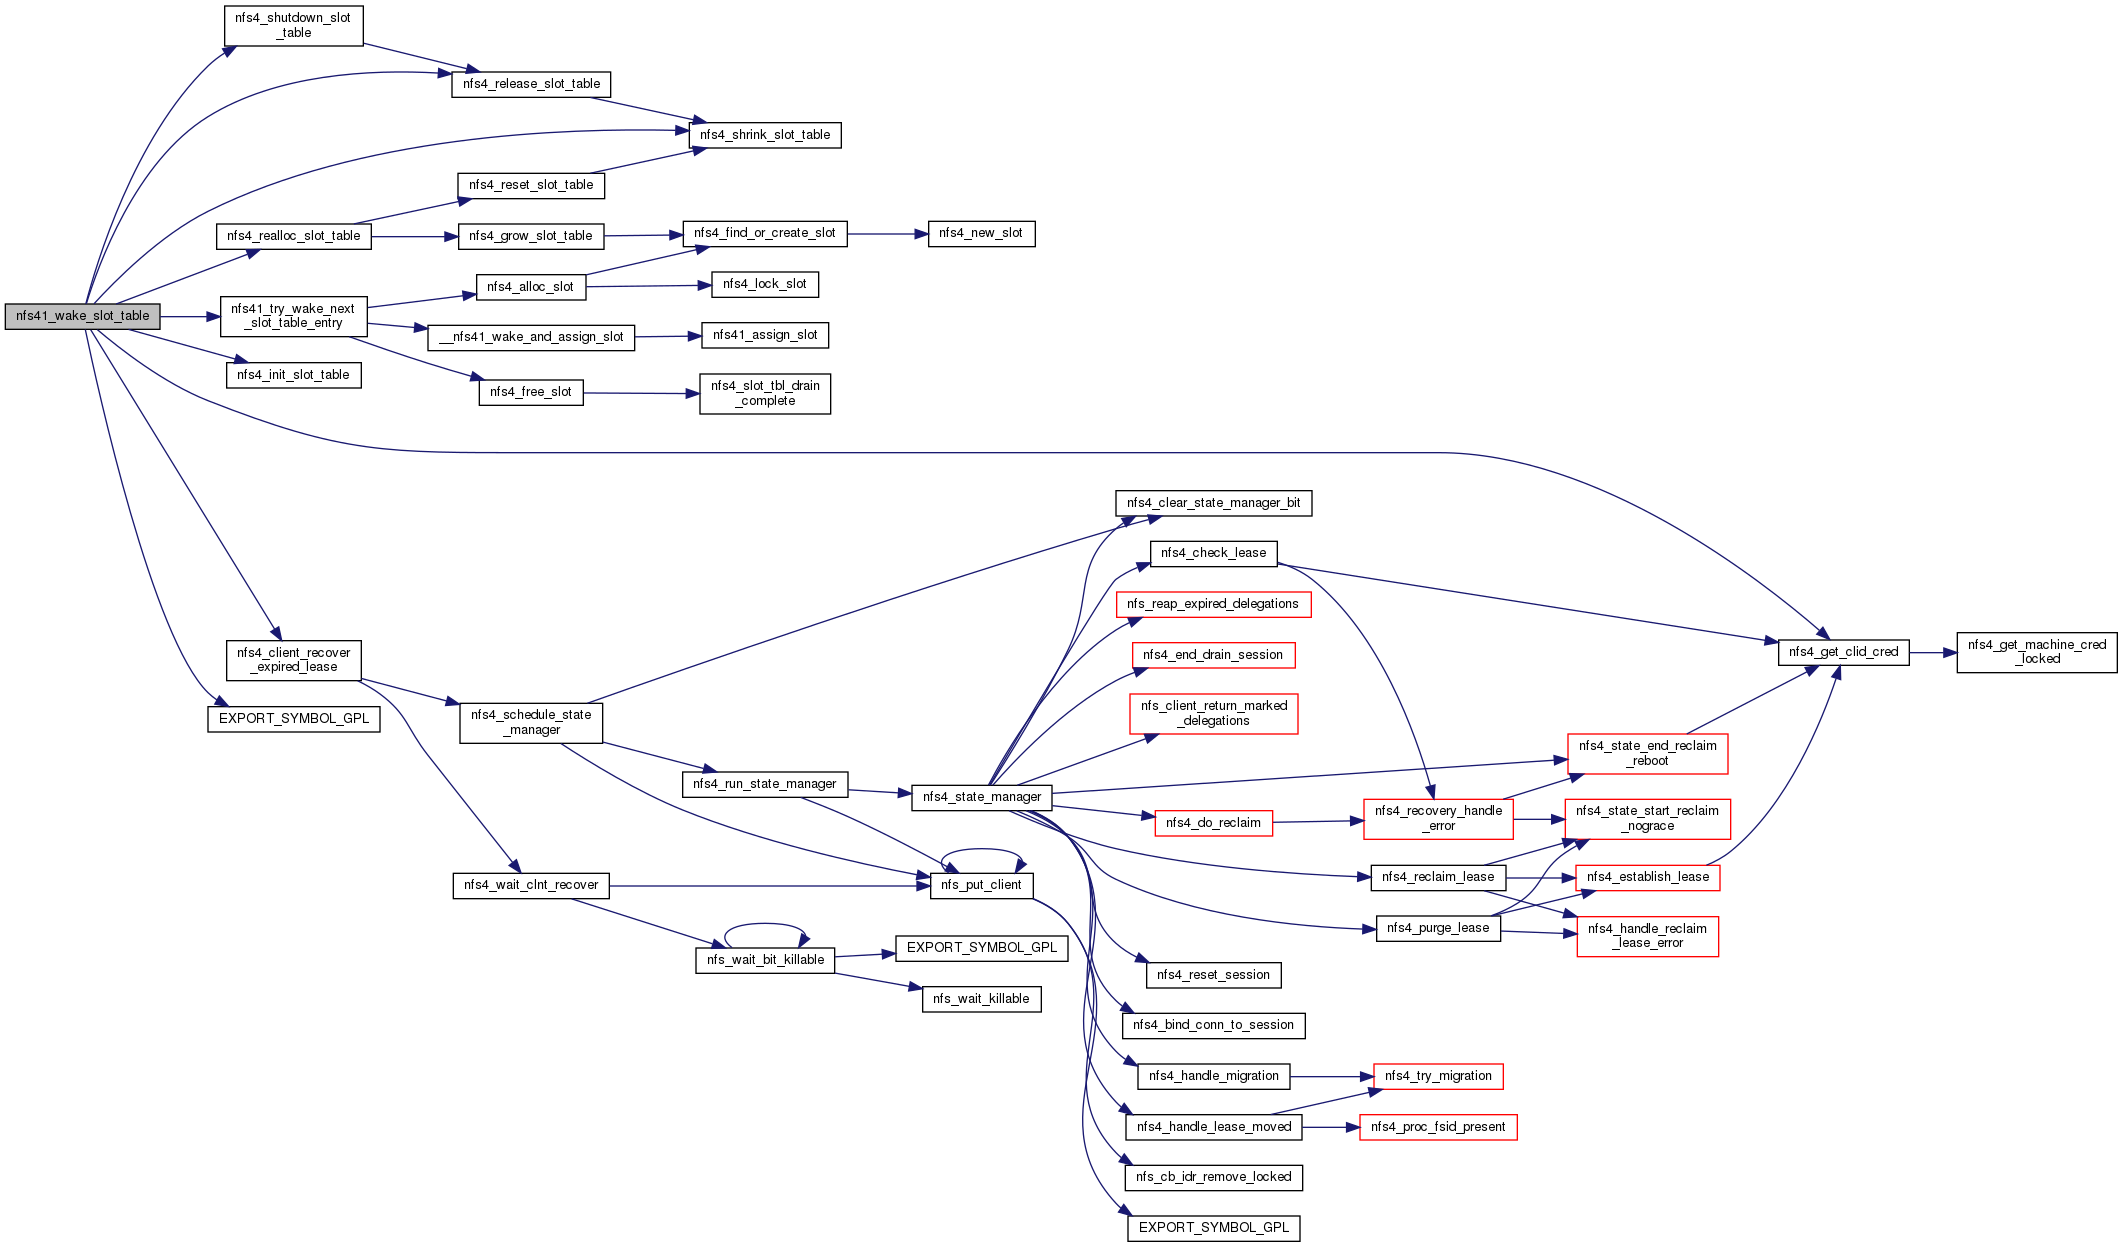 nfs4_shutdown_slot
_table
nfs4_release_slot_table
nfs4_shrink_slot_table
nfs4_reset_slot_table
nfs4_realloc_slot_table
nfs4_grow_slot_table
nfs4_find_or_create_slot
nfs4_new_slot
nfs4_alloc_slot
nfs4_lock_slot
nfs41_wake_slot_table
nfs41_try_wake_next
_slot_table_entry
__nfs41_wake_and_assign_slot
nfs41_assign_slot
nfs4_init_slot_table
nfs4_free_slot
nfs4_slot_tbl_drain
_complete
nfs4_clear_state_manager_bit
nfs4_check_lease
nfs_reap_expired_delegations
nfs4_end_drain_session
nfs4_client_recover
_expired_lease
nfs4_get_clid_cred
nfs4_get_machine_cred
_locked
EXPORT_SYMBOL_GPL
nfs4_schedule_state
_manager
nfs_client_return_marked
_delegations
nfs4_state_end_reclaim
_reboot
nfs4_run_state_manager
nfs4_state_manager
nfs4_do_reclaim
nfs4_recovery_handle
_error
nfs4_state_start_reclaim
_nograce
nfs4_wait_clnt_recover
nfs_put_client
nfs4_reclaim_lease
nfs4_establish_lease
nfs4_purge_lease
nfs4_handle_reclaim
_lease_error
nfs_wait_bit_killable
EXPORT_SYMBOL_GPL
nfs_wait_killable
nfs4_reset_session
nfs4_bind_conn_to_session
nfs4_handle_migration
nfs4_try_migration
nfs4_handle_lease_moved
nfs4_proc_fsid_present
nfs_cb_idr_remove_locked
EXPORT_SYMBOL_GPL